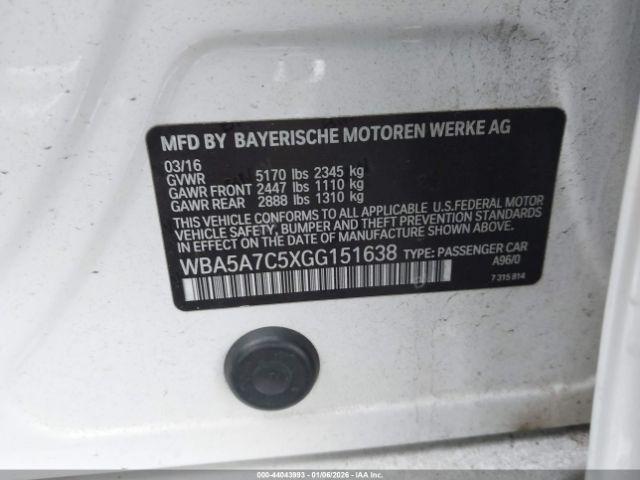 MFD BY BAYERISCHE MOTOREN WERKE AG
03/16
GVWR 5170 lbs 2345 kg
GAWR FRONT 2447 lbs 1110 kg
GAWR REAR 2888 lbs 1310 kg
THIS VEHICLE CONFORMS TO ALL APPLICABLE U.S.FEDERAL MOTOR
VEHICLE SAFETY, BUMPER, AND THEFT PREVENTION STANDARDS
IN EFFECT ON THE DATE OF MANUFACTURE SHOWN ABOVE.
WBA5A7C5XGG151638 TYPE: PASSENGER CAR
A96/0
7 315 814
000-44043993 - 01/06/2026 - IAA Inc.